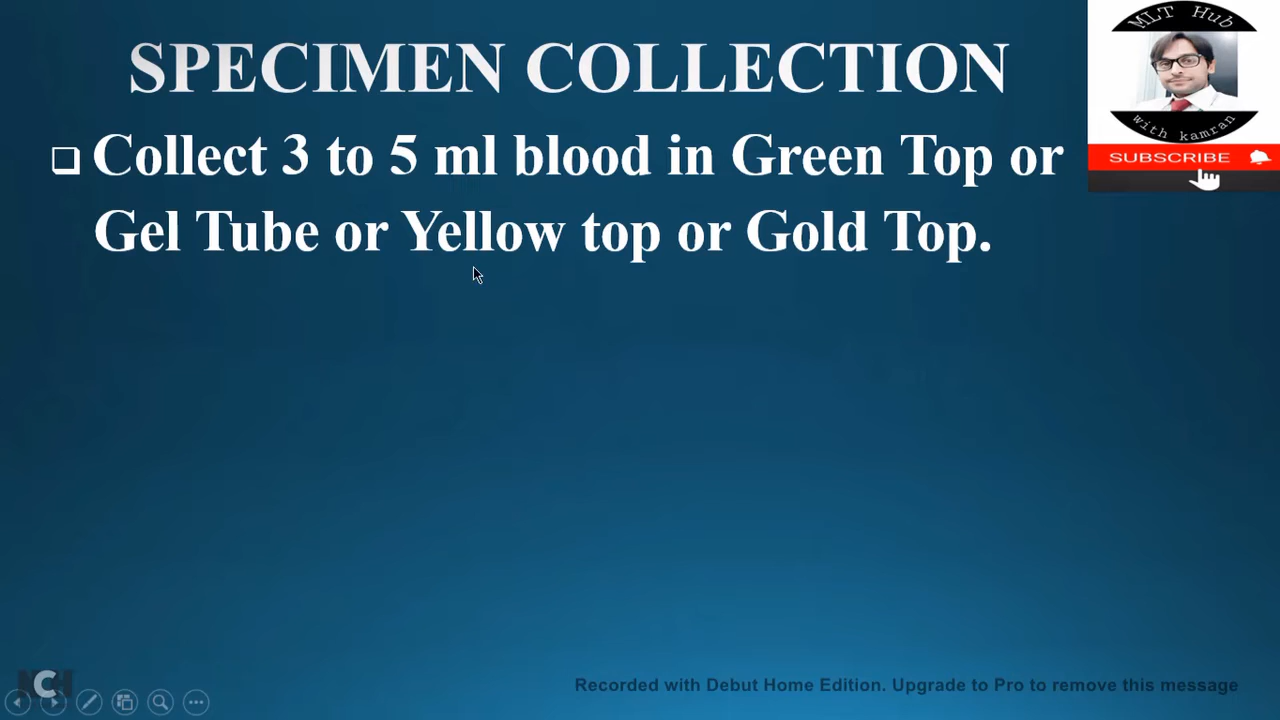 SPECIMEN COLLECTION
MLT Hub
with kamran
SUBSCRIBE
Collect 3 to 5 ml blood in Green Top or
Gel Tube or Yellow top or Gold Top.
Recorded with Debut Home Edition. Upgrade to Pro to remove this message